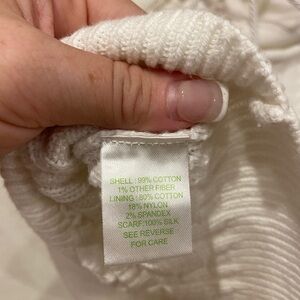 SHELL : 99% COTTON
1% OTHER FIBER
LINING : 80% COTTON
18% NYLON
2% SPANDEX
SCARF:100% SILK
SEE REVERSE
FOR CARE